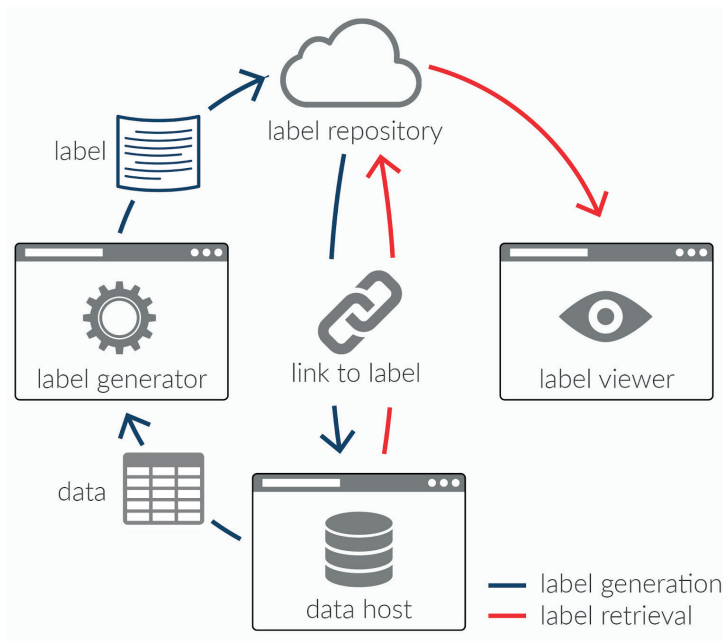 label repository
label
label generator
link to label
label viewer
data
data host
label generation
label retrieval